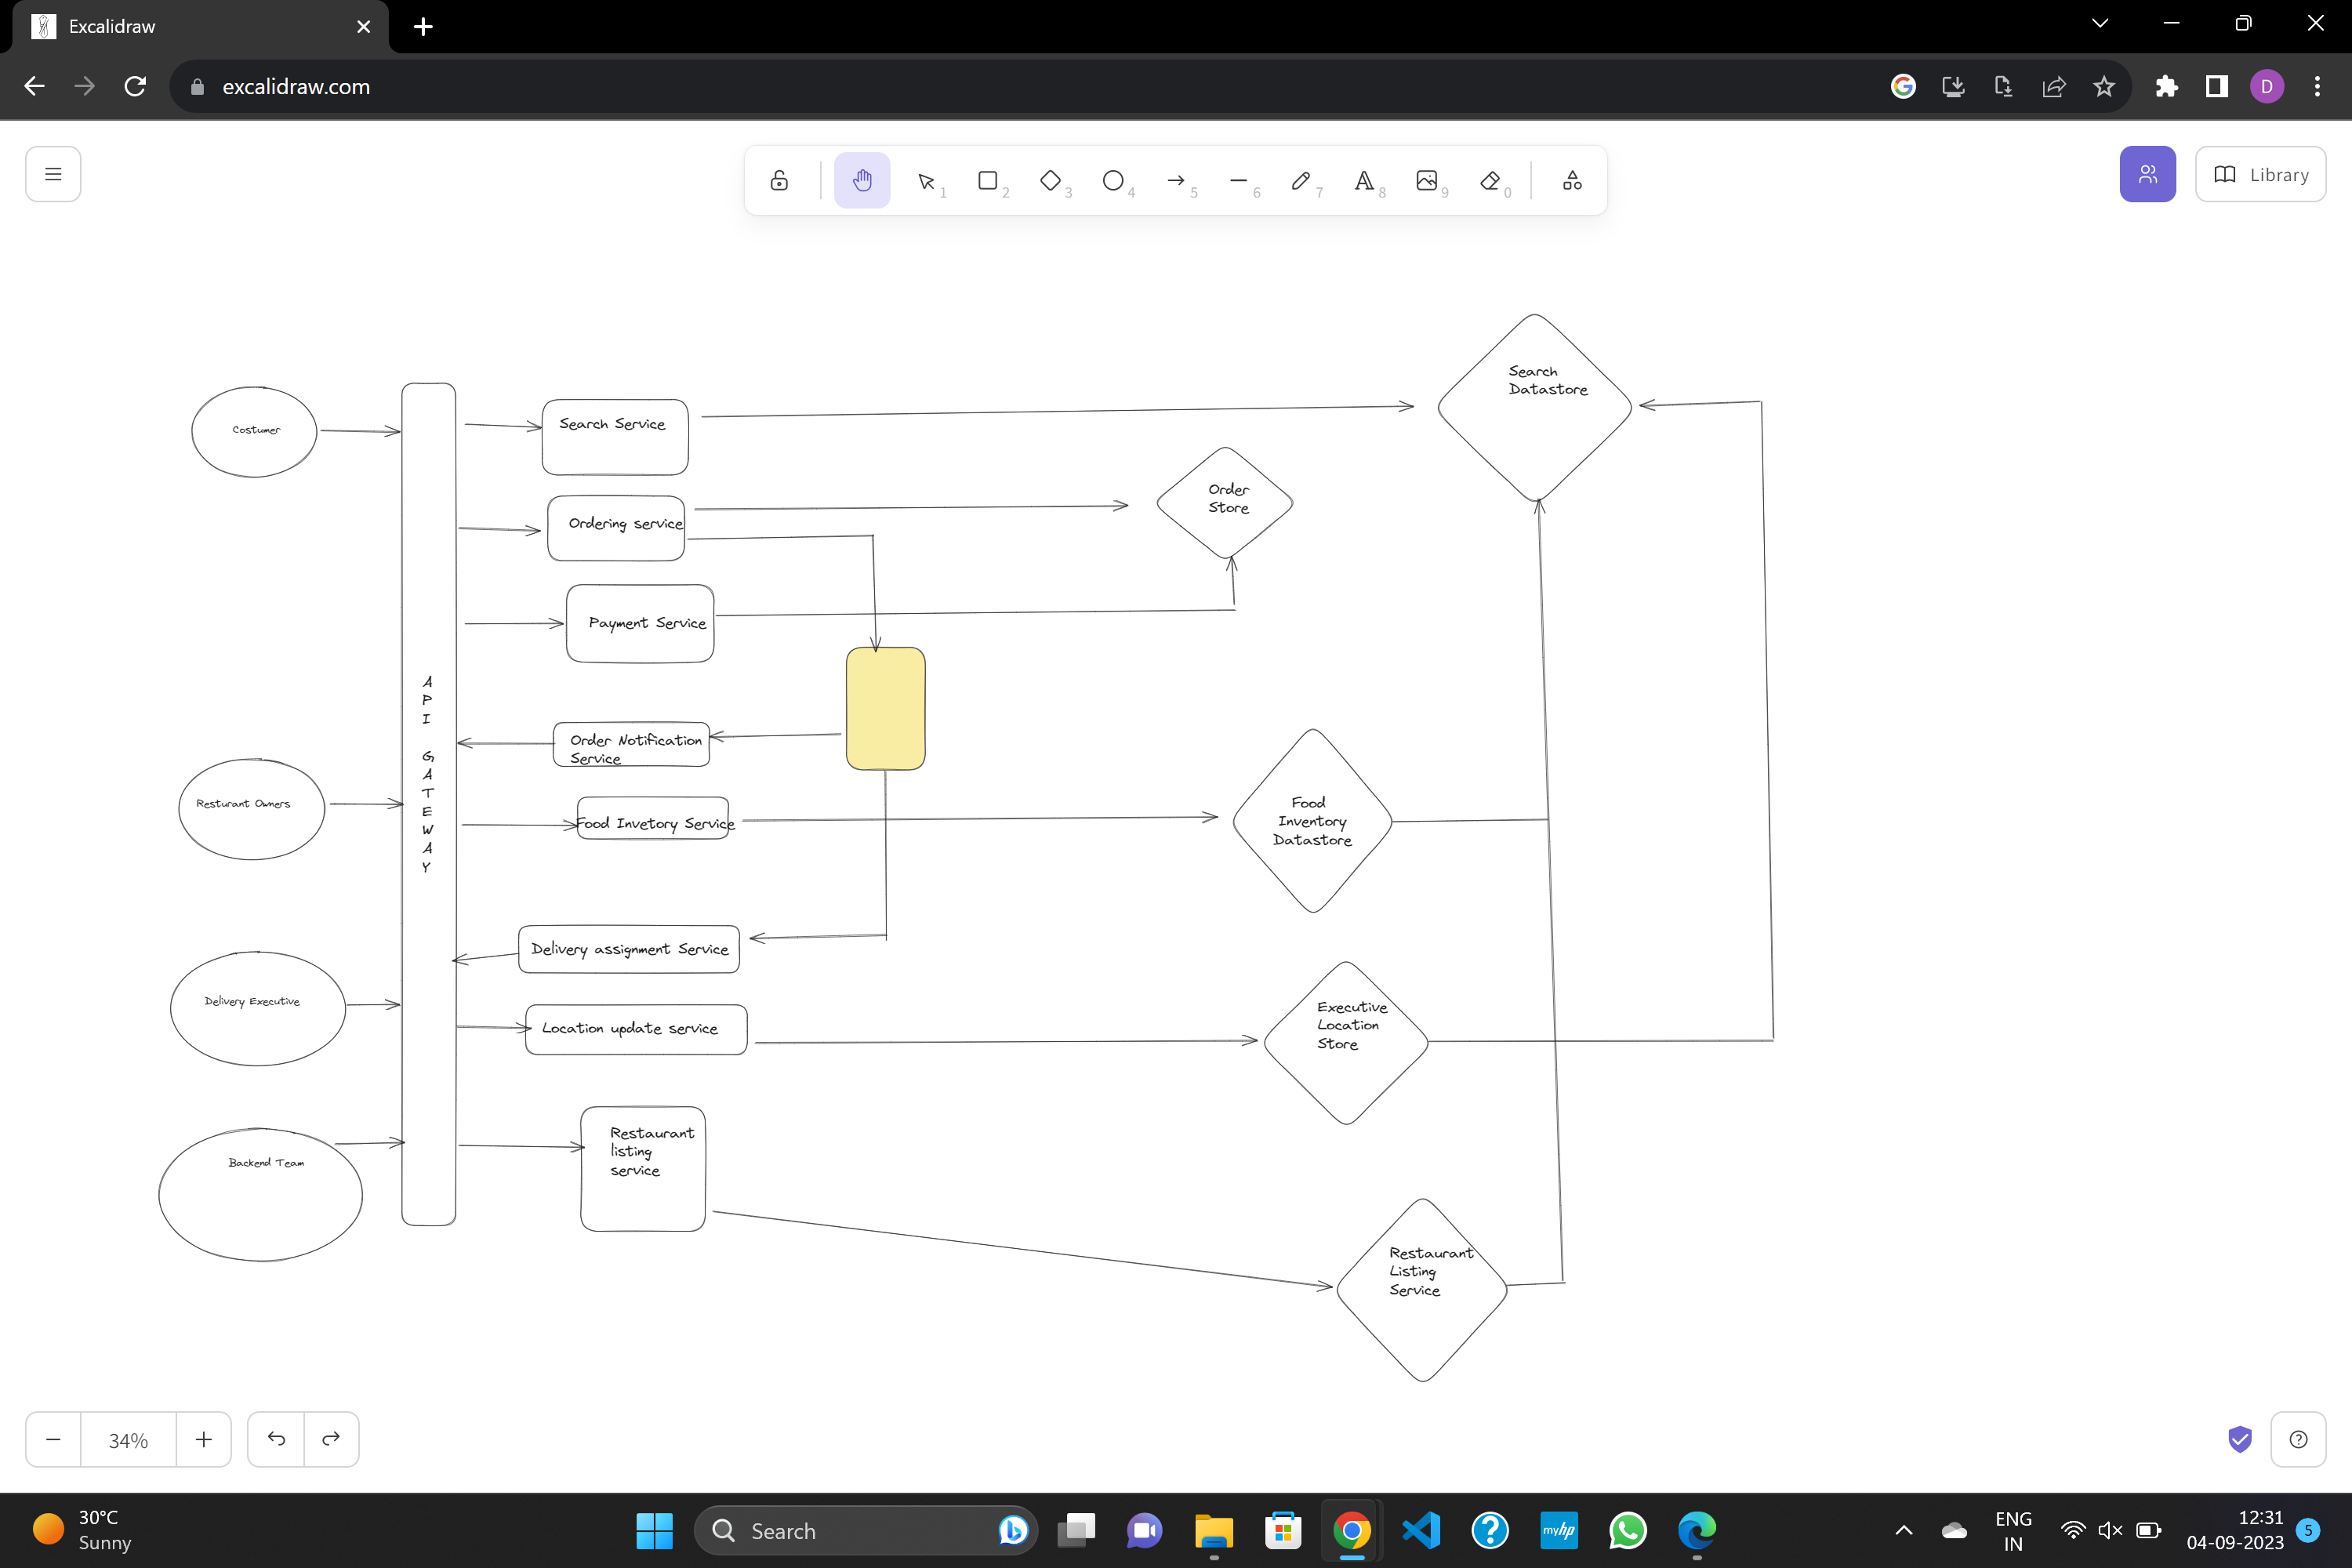 Excalidraw
excalidraw.com
D
1
2
3
4
5
6
7
8
9
0
Library
Search
Datastore
Costumer
Search Service
Order
Store
Ordering service
Payment Service
A
P
I
G
A
T
E
W
A
Y
Order Notification
Service
Resturant Owners
Food Invetory Service
Food
Inventory
Datastore
Delivery assignment Service
Delivery Executive
Location update service
Executive
Location
Store
Backend Team
Restaurant
listing
service
Restaurant
Listing
Service
34%
30°C
Sunny
Search
myhp
ENG
IN
12:31
04-09-2023
5